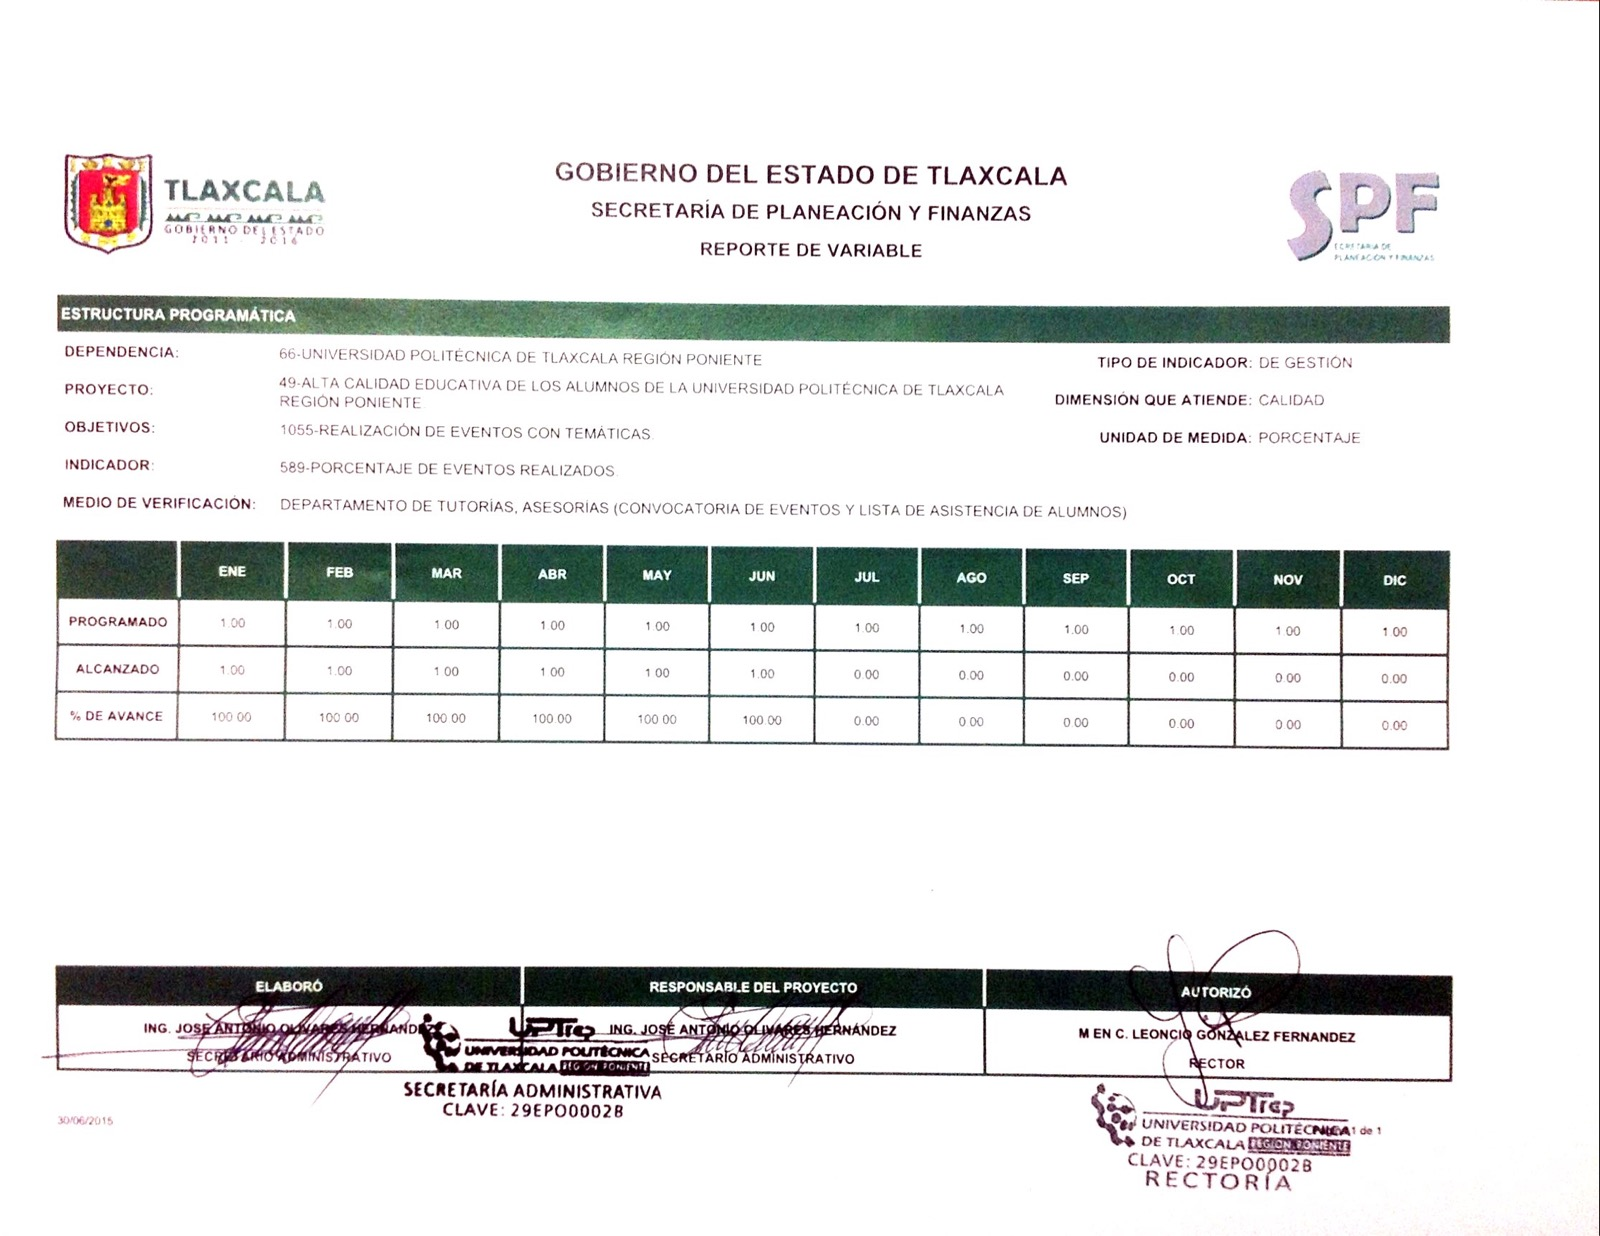 TLAXCALA
GOBIERNO DEL ESTADO
2011 - 2016
GOBIERNO DEL ESTADO DE TLAXCALA
SECRETARÍA DE PLANEACIÓN Y FINANZAS
REPORTE DE VARIABLE
SPF
SECRETARÍA DE
PLANEACIÓN Y FINANZAS
ESTRUCTURA PROGRAMÁTICA
DEPENDENCIA: 66-UNIVERSIDAD POLITÉCNICA DE TLAXCALA REGIÓN PONIENTE
TIPO DE INDICADOR: DE GESTIÓN
PROYECTO: 49-ALTA CALIDAD EDUCATIVA DE LOS ALUMNOS DE LA UNIVERSIDAD POLITÉCNICA DE TLAXCALA
REGIÓN PONIENTE.
DIMENSIÓN QUE ATIENDE: CALIDAD
OBJETIVOS: 1055-REALIZACIÓN DE EVENTOS CON TEMÁTICAS.
UNIDAD DE MEDIDA: PORCENTAJE
INDICADOR: 589-PORCENTAJE DE EVENTOS REALIZADOS.
MEDIO DE VERIFICACIÓN: DEPARTAMENTO DE TUTORÍAS, ASESORÍAS (CONVOCATORIA DE EVENTOS Y LISTA DE ASISTENCIA DE ALUMNOS)
ENE FEB MAR ABR MAY JUN JUL AGO SEP OCT NOV DIC
PROGRAMADO 1.00 1.00 1.00 1.00 1.00 1.00 1.00 1.00 1.00 1.00 1.00 1.00
ALCANZADO 1.00 1.00 1.00 1.00 1.00 1.00 0.00 0.00 0.00 0.00 0.00 0.00
% DE AVANCE 100.00 100.00 100.00 100.00 100.00 100.00 0.00 0.00 0.00 0.00 0.00 0.00
ELABORÓ RESPONSABLE DEL PROYECTO AUTORIZÓ
ING. JOSE ANTONIO OLIVARES HERNANDEZ
SECRETARIO ADMINISTRATIVO
ING. JOSÉ ANTONIO OLIVARES HERNÁNDEZ
SECRETARIO ADMINISTRATIVO
M EN C. LEONCIO GONZALEZ FERNANDEZ
RECTOR
UPTrep
UNIVERSIDAD POLITÉCNICA
DE TLAXCALA REGIÓN PONIENTE
SECRETARÍA ADMINISTRATIVA
CLAVE: 29EPO0002B
30/06/2015
UPTrep
UNIVERSIDAD POLITÉCNICA
1 de 1
DE TLAXCALA REGIÓN PONIENTE
CLAVE: 29EPO0002B
RECTORÍA